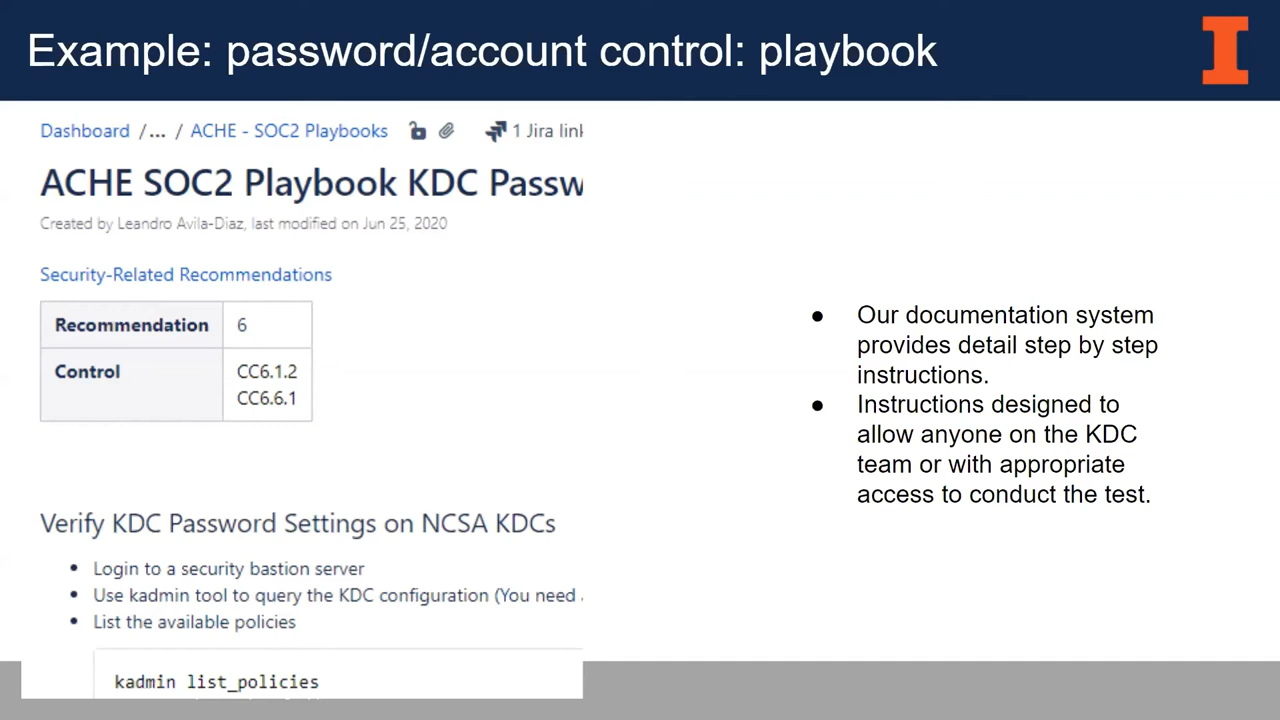 Example: password/account control: playbook
Dashboard /... / ACHE - SOC2 Playbooks 1 Jira link
ACHE SOC2 Playbook KDC Passw
Created by Leandro Avila-Diaz, last modified on Jun 25, 2020
Security-Related Recommendations
Recommendation 6
Control CC6.1.2
CC6.6.1
Verify KDC Password Settings on NCSA KDCs
• Login to a security bastion server
• Use kadmin tool to query the KDC configuration (You need
• List the available policies
kadmin list_policies
● Our documentation system
provides detail step by step
instructions.
● Instructions designed to
allow anyone on the KDC
team or with appropriate
access to conduct the test.